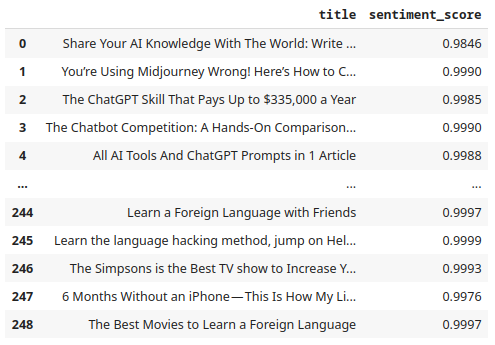 title sentiment_score
0 Share Your AI Knowledge With The World: Write ... 0.9846
1 You’re Using Midjourney Wrong! Here’s How to C... 0.9990
2 The ChatGPT Skill That Pays Up to $335,000 a Year 0.9985
3 The Chatbot Competition: A Hands-On Comparison... 0.9990
4 All AI Tools And ChatGPT Prompts in 1 Article 0.9988
... ... ...
244 Learn a Foreign Language with Friends 0.9997
245 Learn the language hacking method, jump on Hel... 0.9999
246 The Simpsons is the Best TV show to Increase Y... 0.9993
247 6 Months Without an iPhone — This Is How My Li... 0.9976
248 The Best Movies to Learn a Foreign Language 0.9997